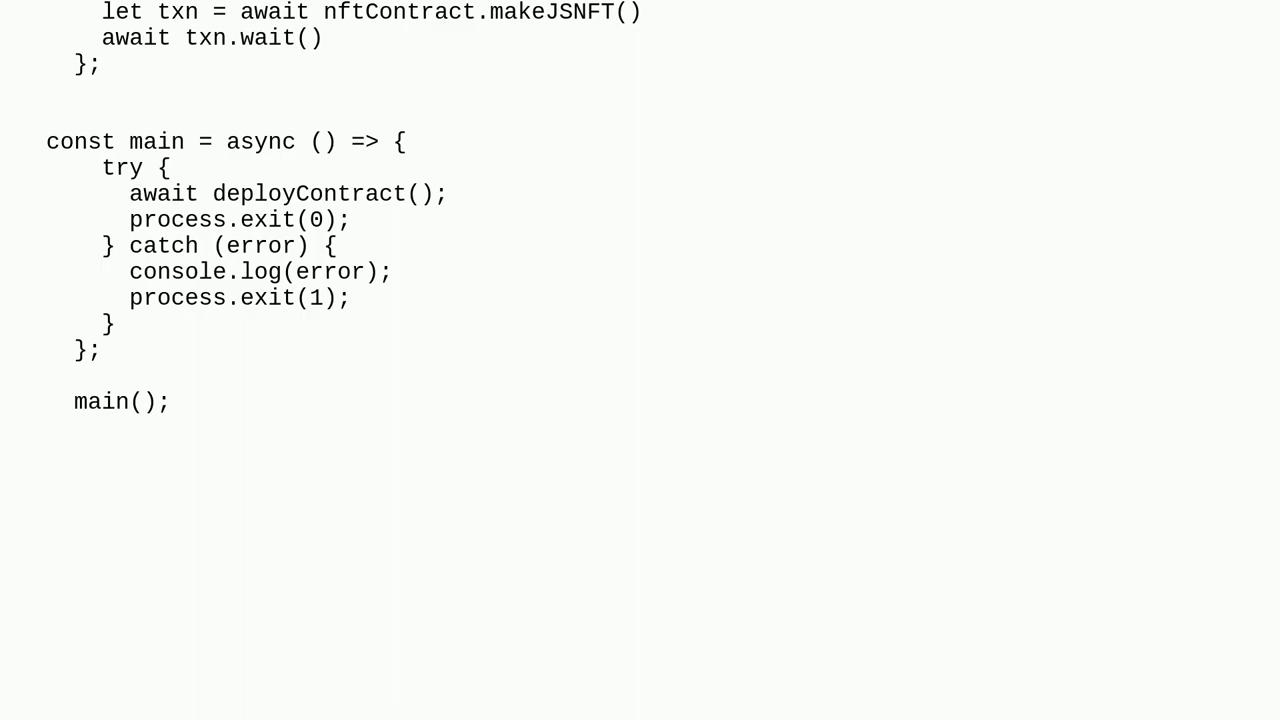 let txn = await nftContract.makeJSNFT()
await txn.wait()
};
const main = async () => {
try {
await deployContract();
process.exit(0);
} catch (error) {
console.log(error);
process.exit(1);
}
};
main();